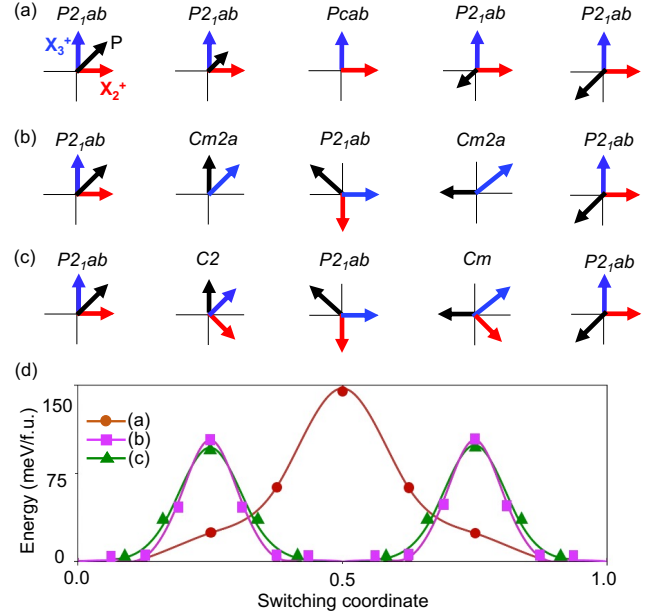 (a) P2₁ab P2₁ab Pcab P2₁ab P2₁ab
X₃⁺ P
X₂⁺
(b) P2₁ab Cm2a P2₁ab Cm2a P2₁ab
(c) P2₁ab C2 P2₁ab Cm P2₁ab
(d)
150
75
0
Energy (meV/f.u.)
(a)
(b)
(c)
0.0 0.5 1.0
Switching coordinate